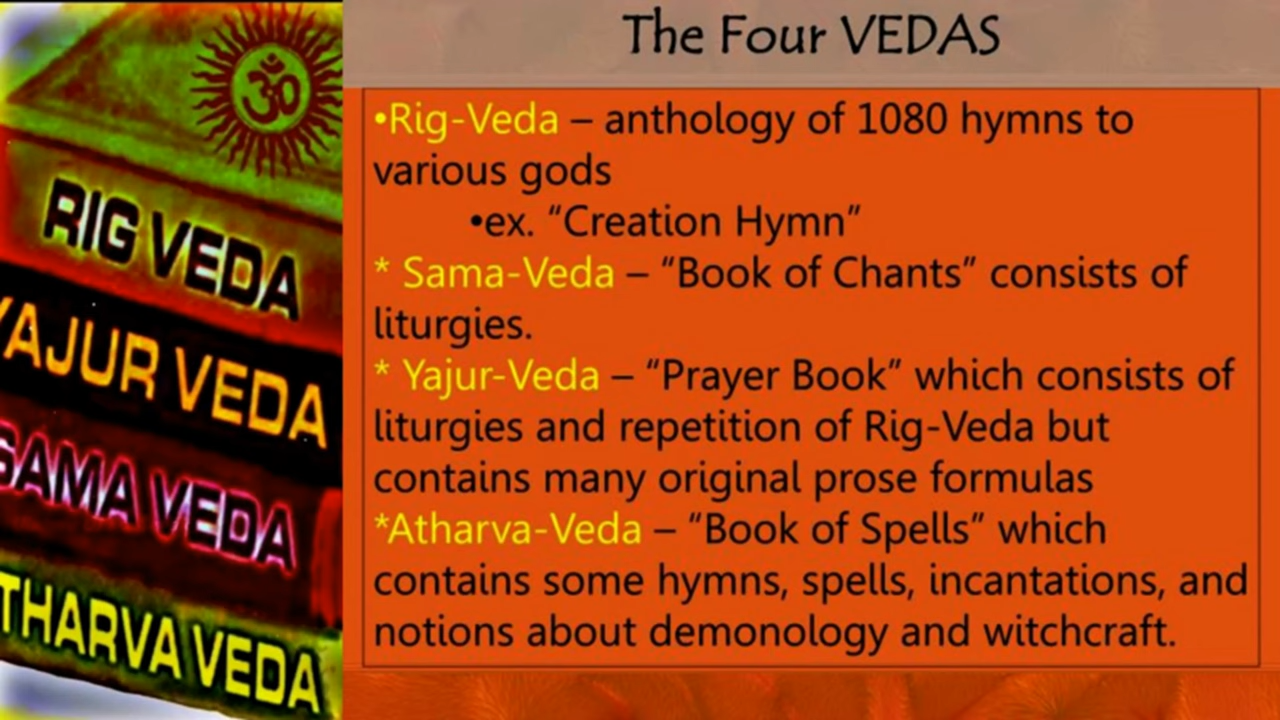 The Four VEDAS
•Rig-Veda – anthology of 1080 hymns to
various gods
•ex. “Creation Hymn”
* Sama-Veda – “Book of Chants” consists of
liturgies.
* Yajur-Veda – “Prayer Book” which consists of
liturgies and repetition of Rig-Veda but
contains many original prose formulas
*Atharva-Veda – “Book of Spells” which
contains some hymns, spells, incantations, and
notions about demonology and witchcraft.
ॐ
RIG VEDA
YAJUR VEDA
SAMA VEDA
THARVA VEDA